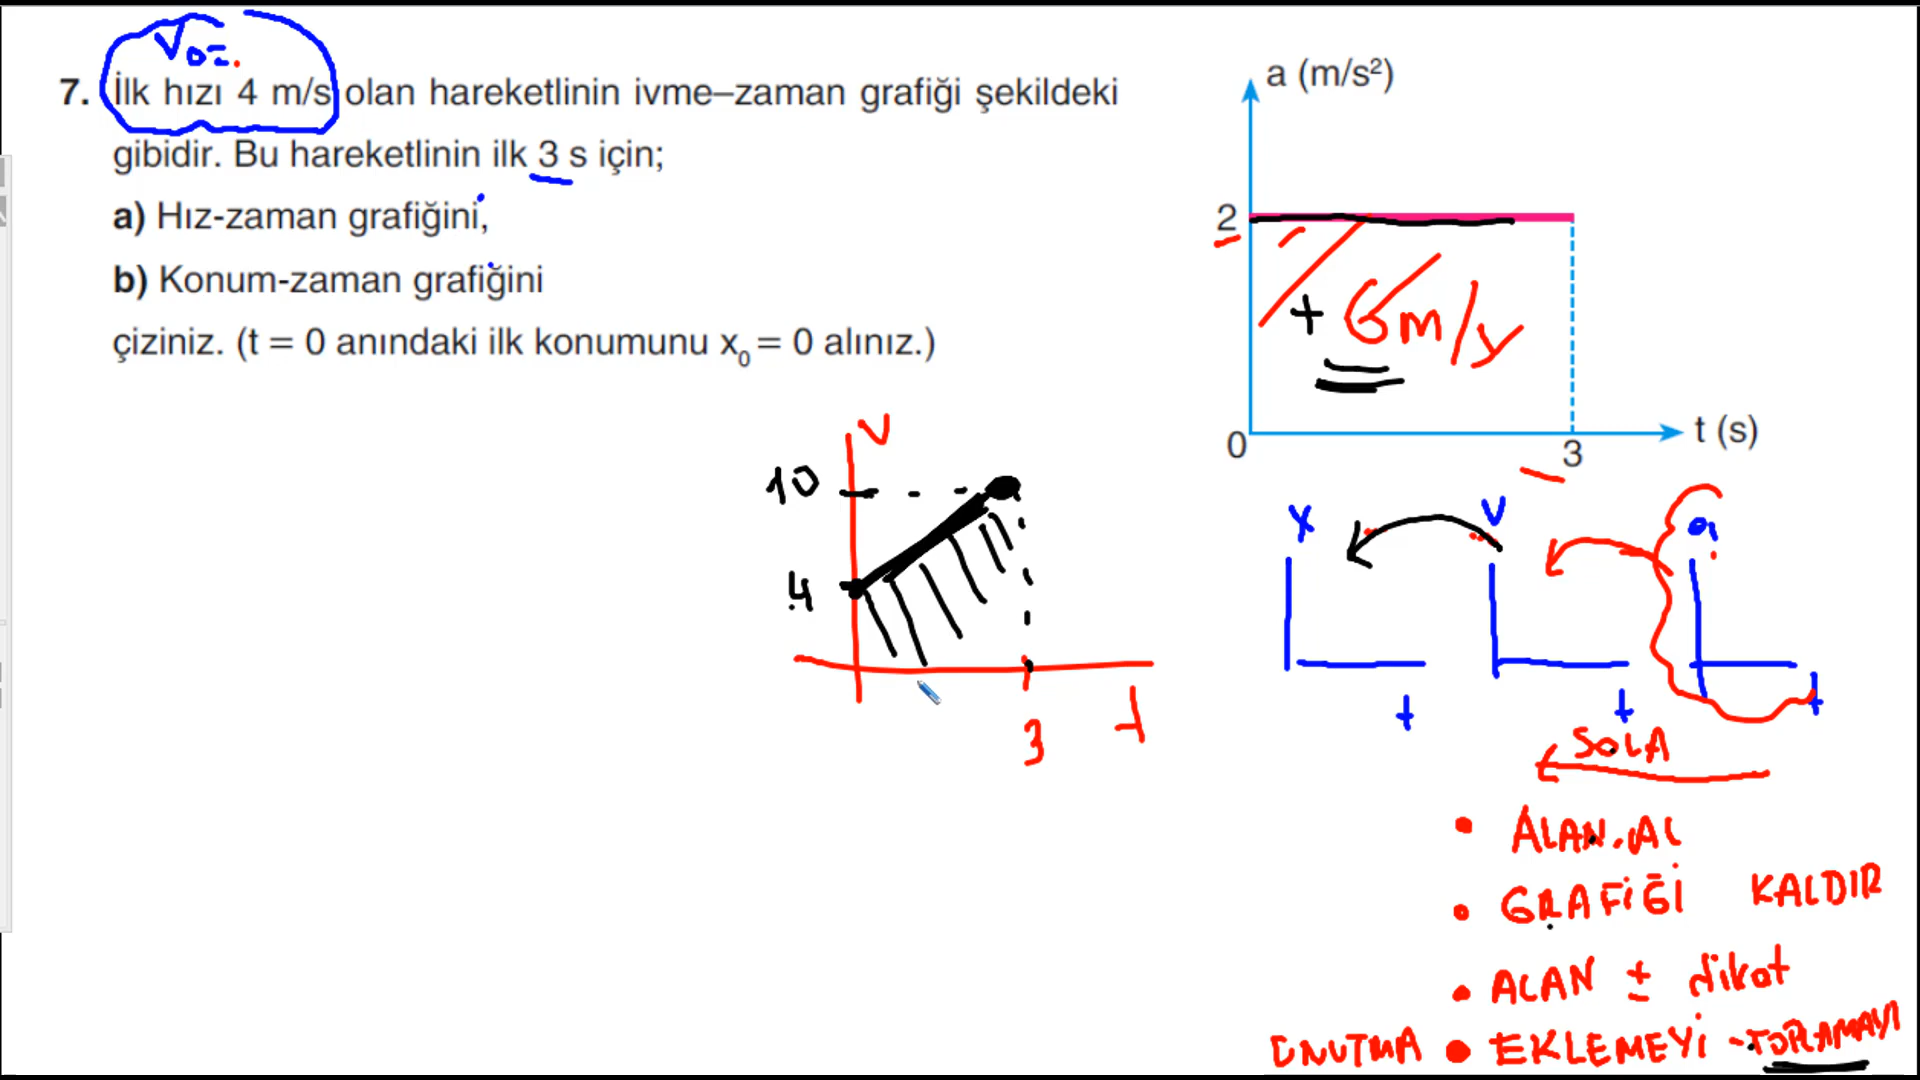 V₀ =
7. İlk hızı 4 m/s olan hareketlinin ivme–zaman grafiği şekildeki
gibidir. Bu hareketlinin ilk 3 s için;
a) Hız-zaman grafiğini,
b) Konum-zaman grafiğini
çiziniz. (t = 0 anındaki ilk konumunu x₀ = 0 alınız.)
a (m/s²)
2
+ 6m/s
0
3
t (s)
V
10
4
3
t
X
V
a
t
t
t
SOLA
• ALAN AL
• GRAFİĞİ KALDIR
• ALAN ± dikat
UNUTMA • EKLEMEYİ - TOPLAMAYI